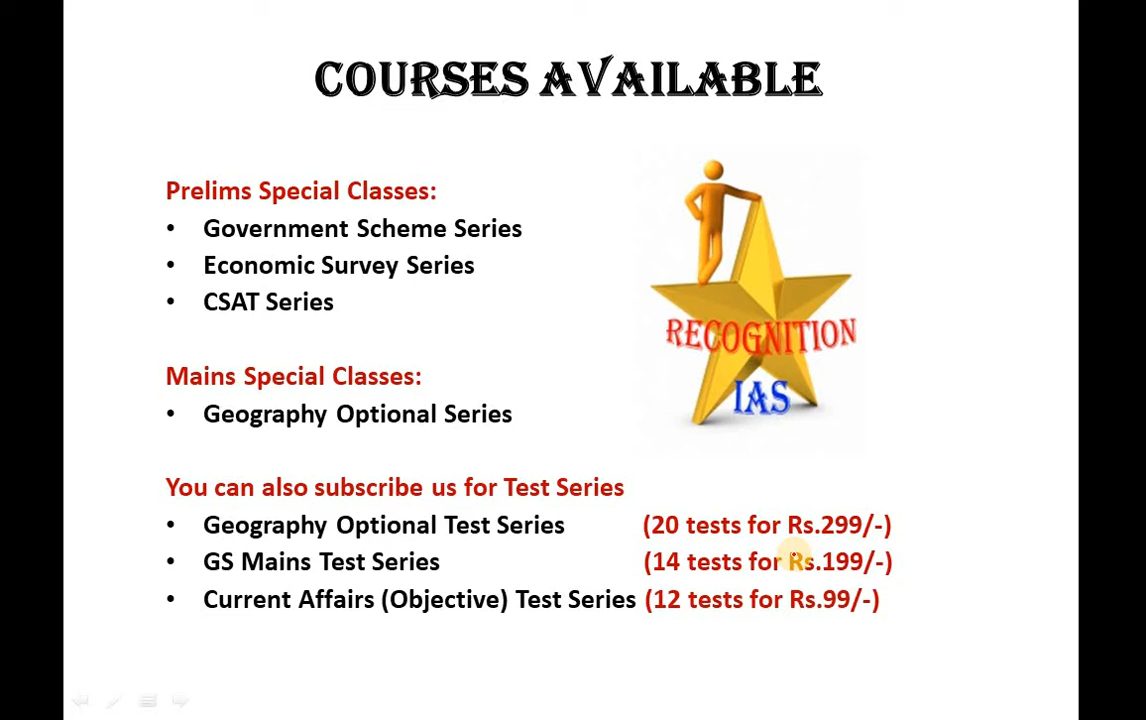 COURSES AVAILABLE
Prelims Special Classes:
• Government Scheme Series
• Economic Survey Series
• CSAT Series
RECOGNITION
IAS
Mains Special Classes:
• Geography Optional Series
You can also subscribe us for Test Series
• Geography Optional Test Series (20 tests for Rs.299/-)
• GS Mains Test Series (14 tests for Rs.199/-)
• Current Affairs (Objective) Test Series (12 tests for Rs.99/-)